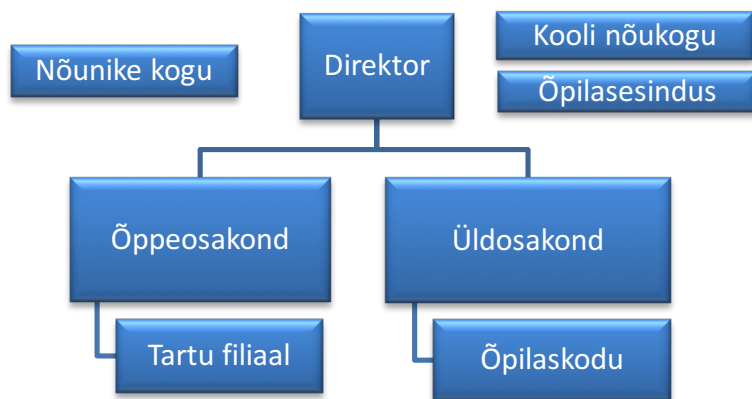 Nõunike kogu
Direktor
Kooli nõukogu
Õpilasesindus
Õppeosakond
Üldosakond
Tartu filiaal
Õpilaskodu